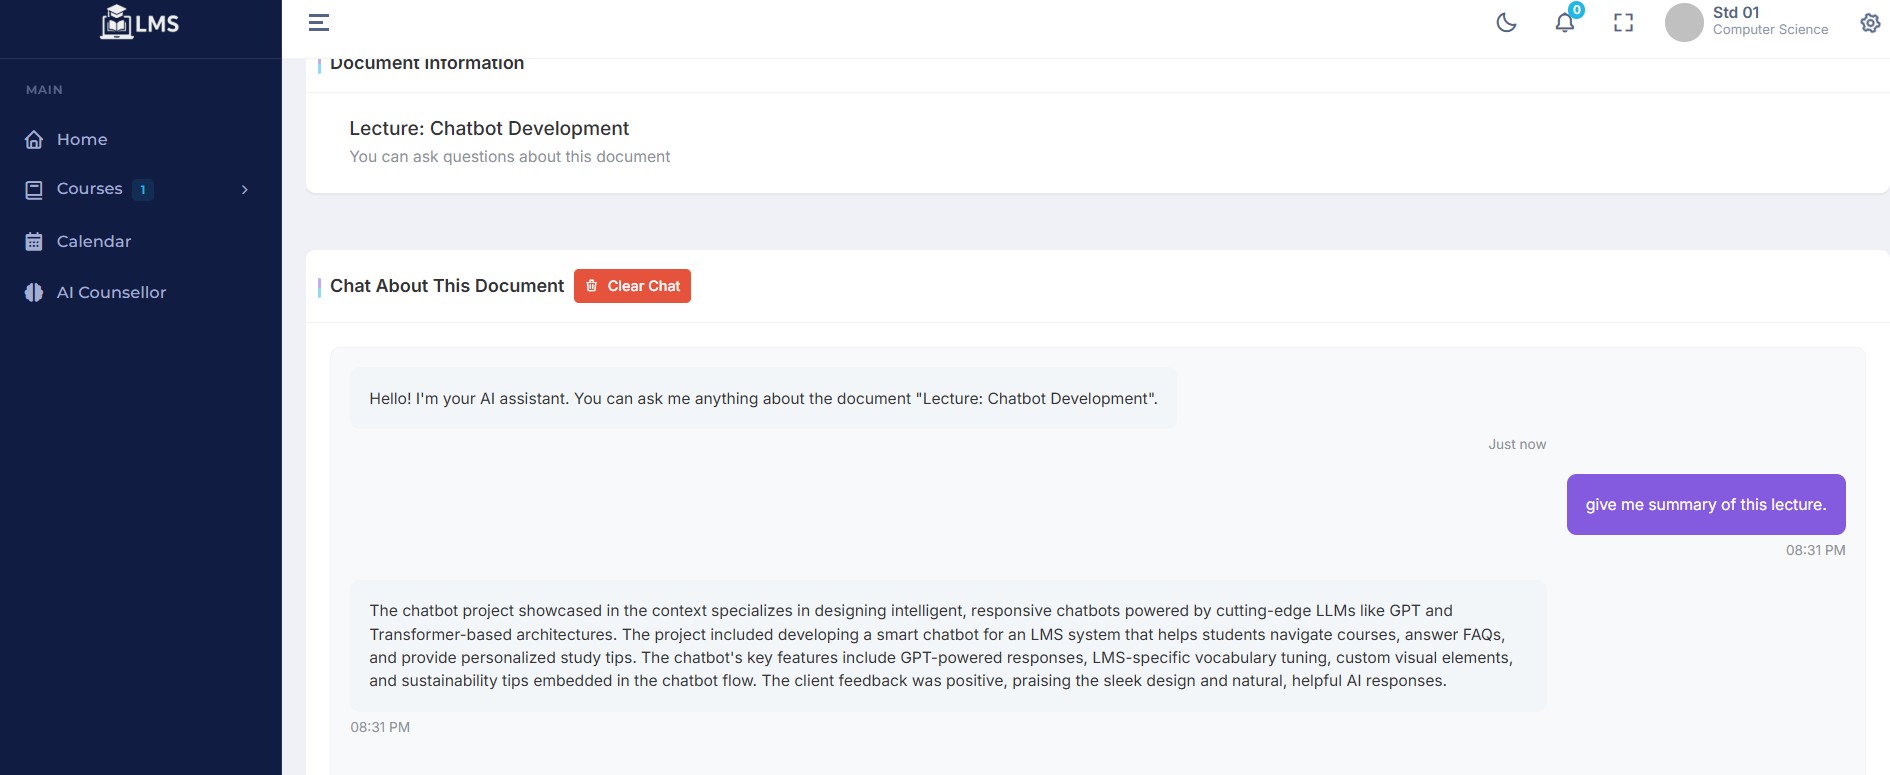 LMS
0
Std 01
Computer Science
MAIN
Home
Courses 1
Calendar
AI Counsellor
Document Information
Lecture: Chatbot Development
You can ask questions about this document
Chat About This Document
Clear Chat
Hello! I'm your AI assistant. You can ask me anything about the document "Lecture: Chatbot Development".
Just now
give me summary of this lecture.
08:31 PM
The chatbot project showcased in the context specializes in designing intelligent, responsive chatbots powered by cutting-edge LLMs like GPT and
Transformer-based architectures. The project included developing a smart chatbot for an LMS system that helps students navigate courses, answer FAQs,
and provide personalized study tips. The chatbot's key features include GPT-powered responses, LMS-specific vocabulary tuning, custom visual elements,
and sustainability tips embedded in the chatbot flow. The client feedback was positive, praising the sleek design and natural, helpful AI responses.
08:31 PM